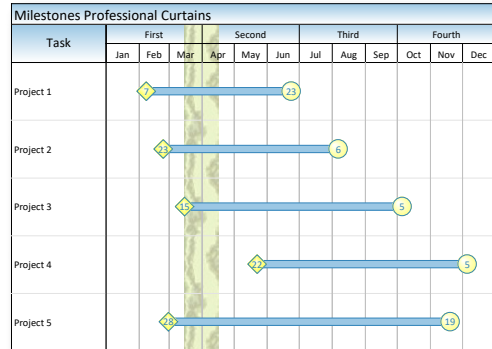 Milestones Professional Curtains
Task First Second Third Fourth
Jan Feb Mar Apr May Jun Jul Aug Sep Oct Nov Dec
Project 1 7 23
Project 2 23 6
Project 3 15 5
Project 4 22 5
Project 5 28 19